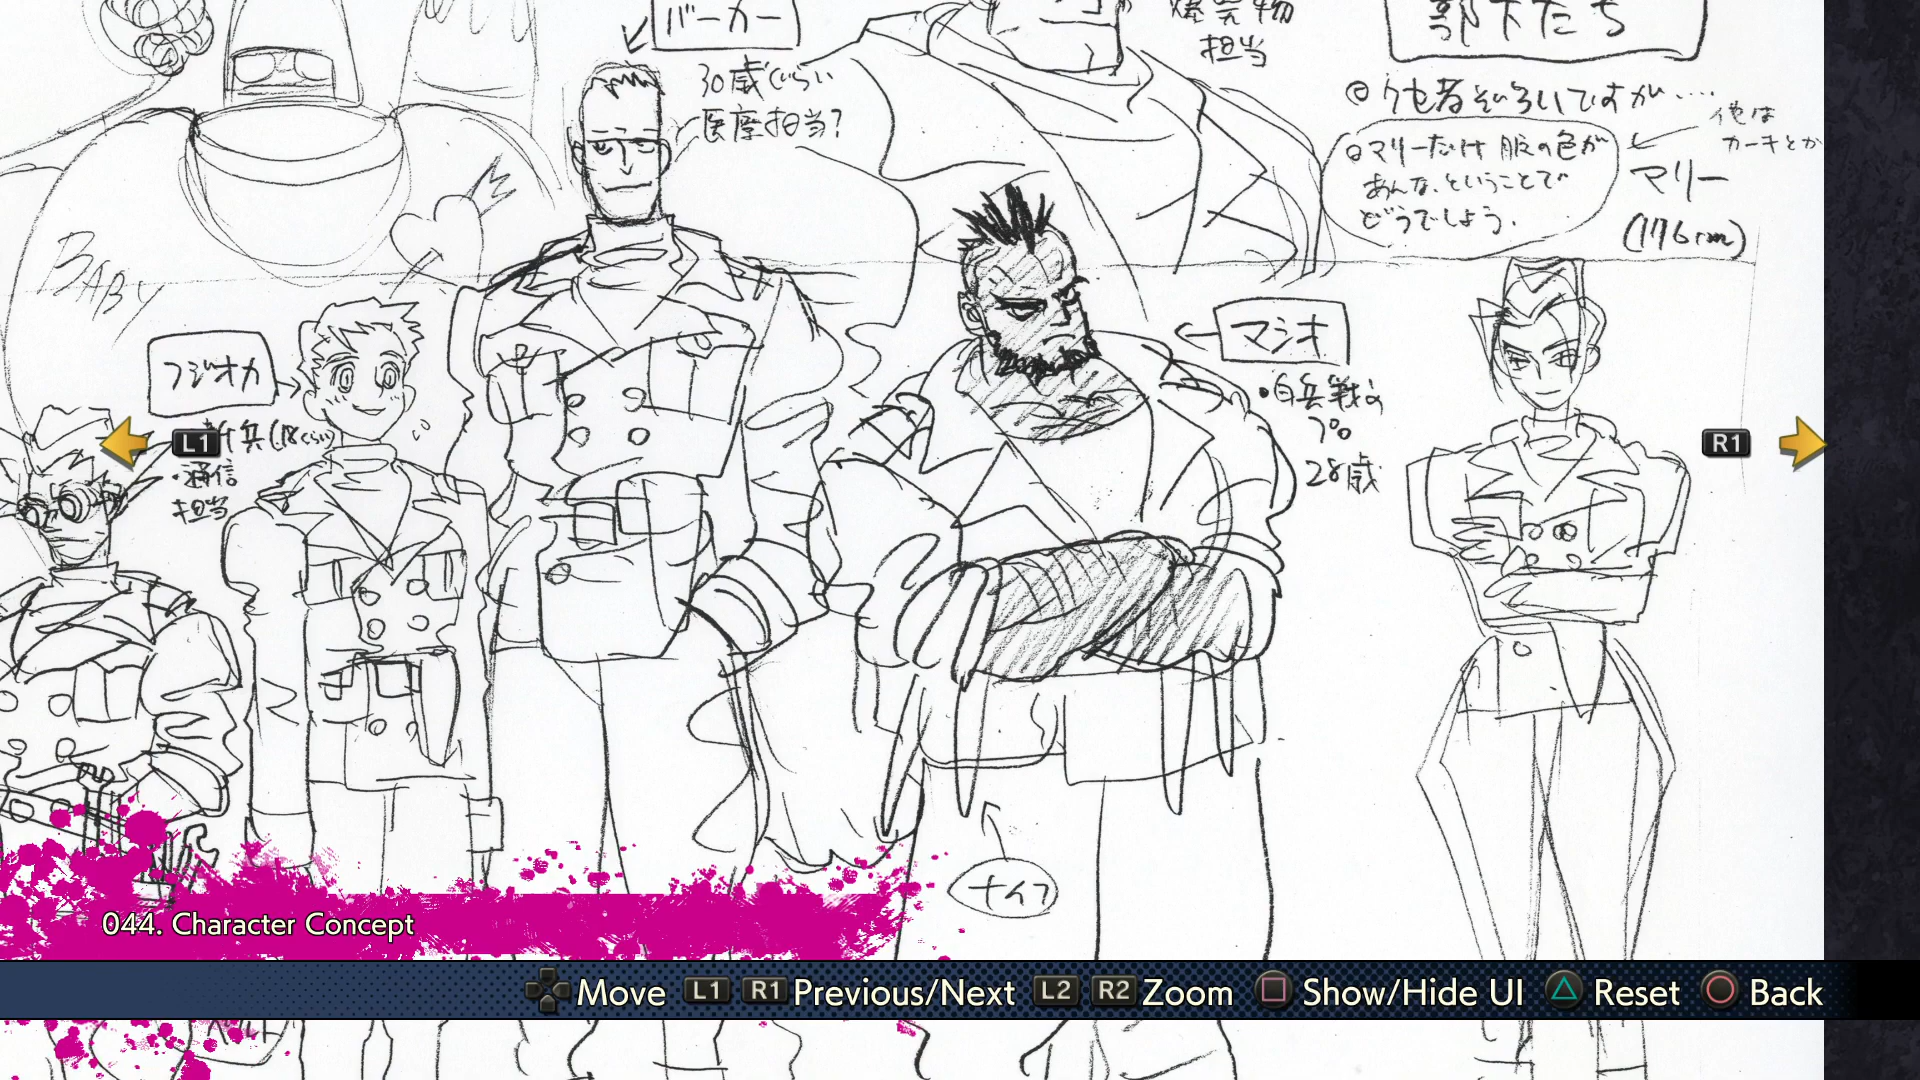 バーカー
30歳ぐらい
医療担当?
爆発物
担当
部下たち
◎クセ者ぞろいですが....
他は
カーキとか
マリーだけ服の色が
あんな、ということで
どうでしょう.
マリー
(176cm)
BABY
フジオカ
新兵(18くらい)
・通信
担当
マシオ
・白兵戦の
プロ
28歳
ナイフ
L1
R1
044. Character Concept
Move L1 R1 Previous/Next L2 R2 Zoom Show/Hide UI Reset Back